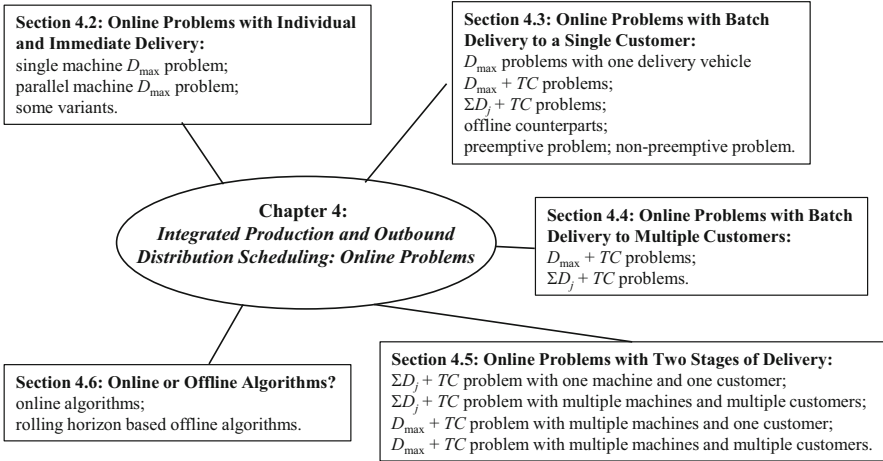 Section 4.2: Online Problems with Individual
and Immediate Delivery:
single machine Dmax problem;
parallel machine Dmax problem;
some variants.
Section 4.3: Online Problems with Batch
Delivery to a Single Customer:
Dmax problems with one delivery vehicle
Dmax + TC problems;
ΣDj + TC problems;
offline counterparts;
preemptive problem; non-preemptive problem.
Chapter 4:
Integrated Production and Outbound
Distribution Scheduling: Online Problems
Section 4.4: Online Problems with Batch
Delivery to Multiple Customers:
Dmax + TC problems;
ΣDj + TC problems.
Section 4.6: Online or Offline Algorithms?
online algorithms;
rolling horizon based offline algorithms.
Section 4.5: Online Problems with Two Stages of Delivery:
ΣDj + TC problem with one machine and one customer;
ΣDj + TC problem with multiple machines and multiple customers;
Dmax + TC problem with multiple machines and one customer;
Dmax + TC problem with multiple machines and multiple customers.